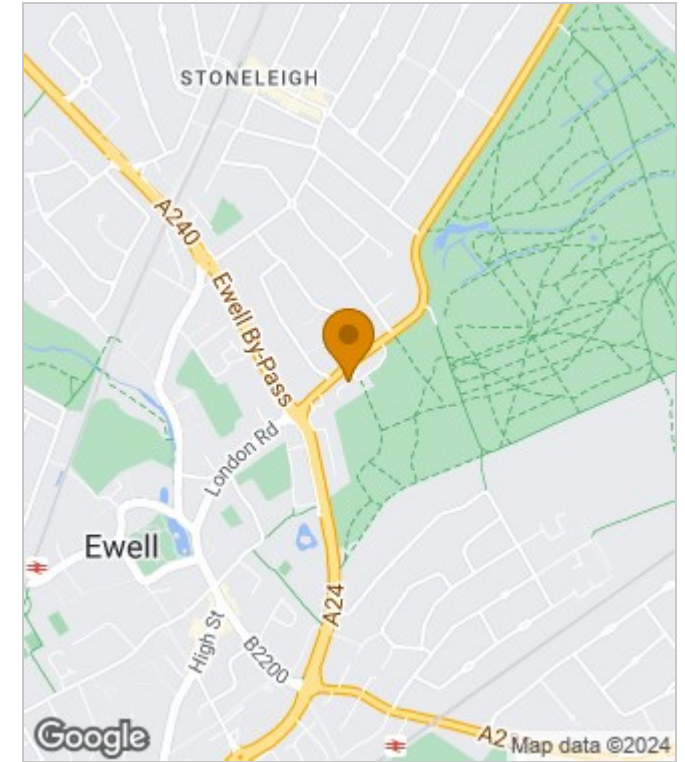 STONELEIGH
A240
Ewell By-Pass
London Rd
Ewell
A24
High St
B2200
Google
Map data ©2024